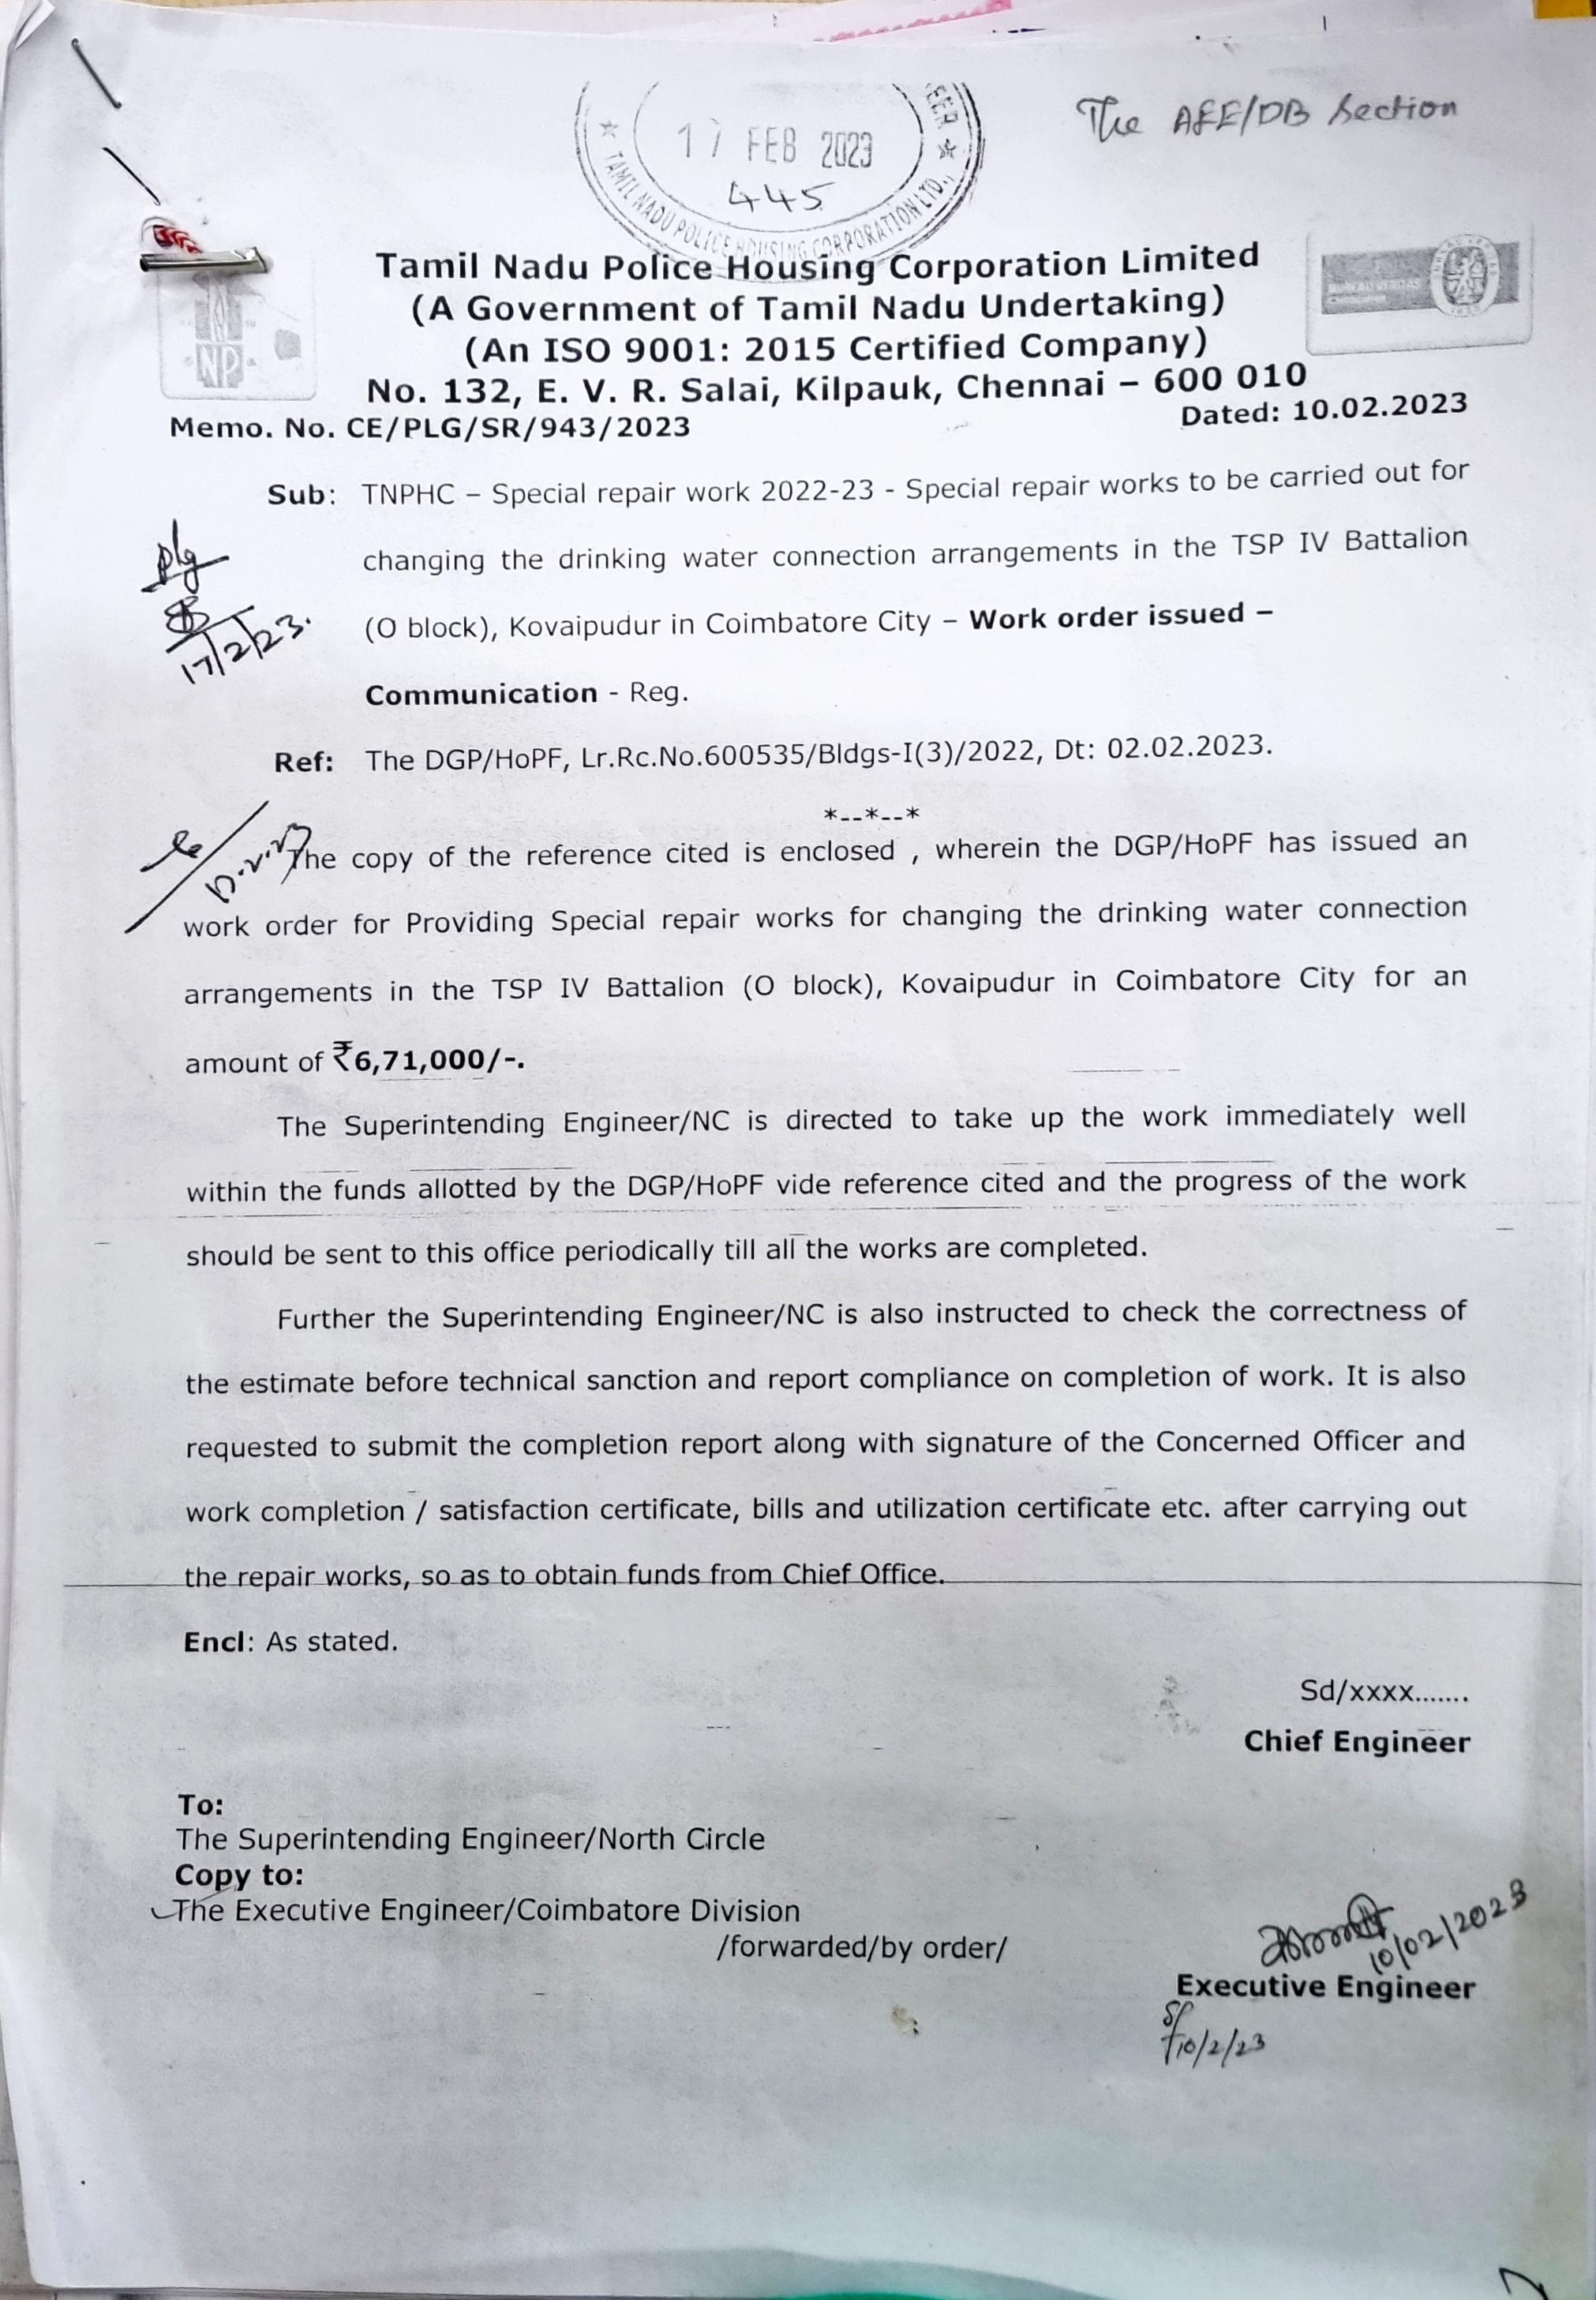 The AEE/DB Section
EER
17 FEB 2023
445
★ TAMIL NADU POLICE HOUSING CORPORATION LTD., ★
Tamil Nadu Police Housing Corporation Limited
(A Government of Tamil Nadu Undertaking)
(An ISO 9001: 2015 Certified Company)
No. 132, E. V. R. Salai, Kilpauk, Chennai – 600 010
NP
BUREAU VERITAS
Memo. No. CE/PLG/SR/943/2023 Dated: 10.02.2023
Sub: TNPHC – Special repair work 2022-23 - Special repair works to be carried out for
changing the drinking water connection arrangements in the TSP IV Battalion
(O block), Kovaipudur in Coimbatore City – Work order issued –
Communication - Reg.
plg
17/2/23.
Ref: The DGP/HoPF, Lr.Rc.No.600535/Bldgs-I(3)/2022, Dt: 02.02.2023.
*--*--*
The copy of the reference cited is enclosed , wherein the DGP/HoPF has issued an
work order for Providing Special repair works for changing the drinking water connection
arrangements in the TSP IV Battalion (O block), Kovaipudur in Coimbatore City for an
amount of ₹6,71,000/-.
The Superintending Engineer/NC is directed to take up the work immediately well
within the funds allotted by the DGP/HoPF vide reference cited and the progress of the work
should be sent to this office periodically till all the works are completed.
Further the Superintending Engineer/NC is also instructed to check the correctness of
the estimate before technical sanction and report compliance on completion of work. It is also
requested to submit the completion report along with signature of the Concerned Officer and
work completion / satisfaction certificate, bills and utilization certificate etc. after carrying out
the repair works, so as to obtain funds from Chief Office.
Encl: As stated.
Sd/xxxx.......
Chief Engineer
To:
The Superintending Engineer/North Circle
Copy to:
The Executive Engineer/Coimbatore Division
/forwarded/by order/
10/02/2023
Executive Engineer
10/2/23